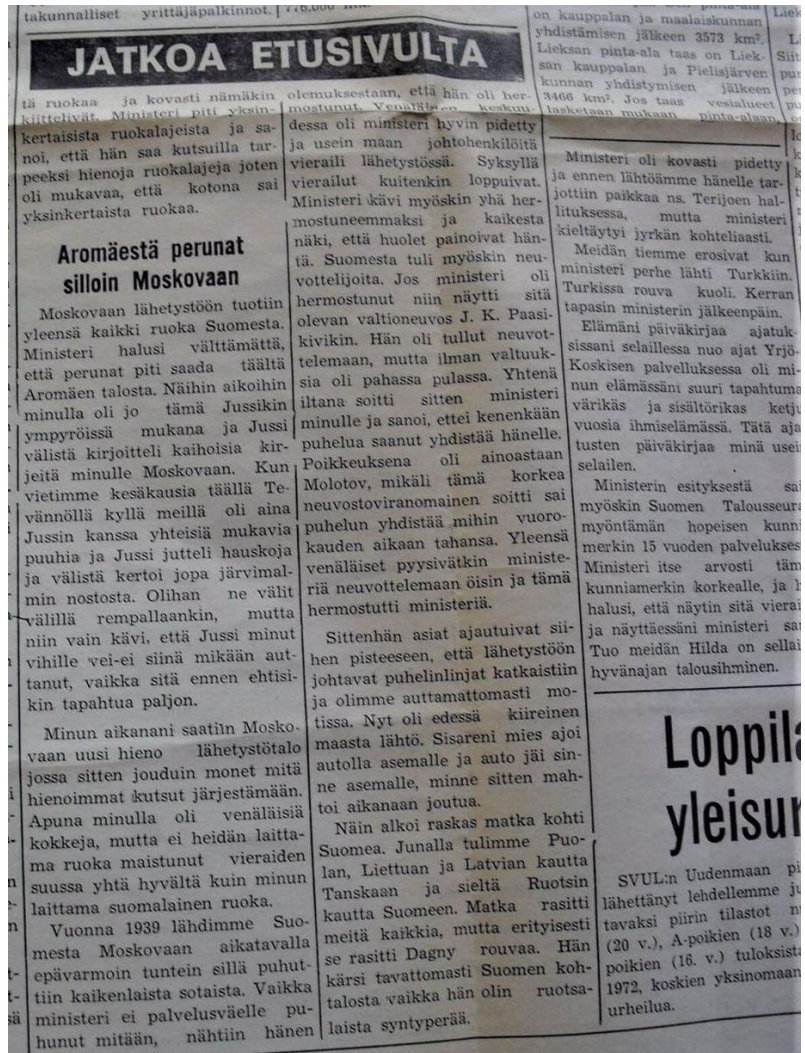 takunnalliset yrittäjäpalkinnot.
JATKOA ETUSIVULTA
tä ruokaa ja kovasti nämäkin
kiittelivät. Ministeri piti yksin-
kertaisista ruokalajeista ja sa-
noi, että hän saa kutsuilla tar-
peeksi hienoja ruokalajeja joten
oli mukavaa, että kotona sai
yksinkertaista ruokaa.
Aromäestä perunat
silloin Moskovaan
Moskovaan lähetystöön tuotiin
yleensä kaikki ruoka Suomesta.
Ministeri halusi välttämättä,
että perunat piti saada täältä
Aromäen talosta. Näihin aikoihin
minulla oli jo tämä Jussikin
ympyröissä mukana ja Jussi
välistä kirjoitteli kaihoisia kir-
jeitä minulle Moskovaan. Kun
vietimme kesäkausia täällä Te-
vännöllä kyllä meillä oli aina
Jussin kanssa yhteisiä mukavia
puuhia ja Jussi jutteli hauskoja
ja välistä kertoi jopa järvimal-
min nostosta. Olihan ne välit
välillä rempallaankin, mutta
niin vain kävi, että Jussi minut
vihille vei-ei siinä mikään aut-
tanut, vaikka sitä ennen ehtisi-
kin tapahtua paljon.
Minun aikanani saatiin Mosko-
vaan uusi hieno lähetystötalo
jossa sitten jouduin monet mitä
hienoimmat kutsut järjestämään.
Apuna minulla oli venäläisiä
kokkeja, mutta ei heidän laitta-
ma ruoka maistunut vieraiden
suussa yhtä hyvältä kuin minun
laittama suomalainen ruoka.
Vuonna 1939 lähdimme Suo-
mesta Moskovaan aikatavalla
epävarmoin tuntein sillä puhut-
tiin kaikenlaista sotaista. Vaikka
ministeri ei palvelusväelle pu-
hunut mitään, nähtiin hänen
olemuksestaan, että hän oli her-
mostunut. Venäläinen keskuu-
dessa oli ministeri hyvin pidetty
ja usein maan johtohenkilöitä
vieraili lähetystössä. Syksyllä
vierailut kuitenkin loppuivat.
Ministeri kävi myöskin yhä her-
mostuneemmaksi ja kaikesta
näki, että huolet painoivat hän-
tä. Suomesta tuli myöskin neu-
vottelijoita. Jos ministeri oli
hermostunut niin näytti sitä
olevan valtioneuvos J. K. Paasi-
kivikin. Hän oli tullut neuvot-
telemaan, mutta ilman valtuuk-
sia oli pahassa pulassa. Yhtenä
iltana soitti sitten ministeri
minulle ja sanoi, ettei kenenkään
puhelua saanut yhdistää hänelle.
Poikkeuksena oli ainoastaan
Molotov, mikäli tämä korkea
neuvostoviranomainen soitti sai
puhelun yhdistää mihin vuoro-
kauden aikaan tahansa. Yleensä
venäläiset pyysivätkin ministe-
riä neuvottelemaan öisin ja tämä
hermostutti ministeriä.
Sittenhän asiat ajautuivat sii-
hen pisteeseen, että lähetystöön
johtavat puhelinlinjat katkaistiin
ja olimme auttamattomasti mo-
tissa. Nyt oli edessä kiireinen
maasta lähtö. Sisareni mies ajoi
autolla asemalle ja auto jäi sin-
ne asemalle, minne sitten mah-
toi aikanaan joutua.
Näin alkoi raskas matka kohti
Suomea. Junalla tulimme Puo-
lan, Liettuan ja Latvian kautta
Tanskaan ja sieltä Ruotsin
kautta Suomeen. Matka rasitti
meitä kaikkia, mutta erityisesti
se rasitti Dagny rouvaa. Hän
kärsi tavattomasti Suomen koh-
talosta vaikka hän olin ruotsa-
laista syntyperää.
on kauppalan ja maalaiskunnan
yhdistämisen jälkeen 3573 km².
Lieksan pinta-ala taas on Liek-
san kauppalan ja Pielisjärven
kunnan yhdistymisen jälkeen
3466 km². Jos taas vesialueet
lasketaan mukaan pinta-alaan,
Ministeri oli kovasti pidetty
ja ennen lähtöämme hänelle tar-
jottiin paikkaa ns. Terijoen hal-
lituksessa, mutta ministeri
kieltäytyi jyrkän kohteliaasti.
Meidän tiemme erosivat kun
ministeri perhe lähti Turkkiin.
Turkissa rouva kuoli. Kerran
tapasin ministerin jälkeenpäin.
Elämäni päiväkirjaa ajatuk-
sissani selaillessa nuo ajat Yrjö-
Koskisen palvelluksessa oli mi-
nun elämässäni suuri tapahtuma
värikäs ja sisältörikas ketju
vuosia ihmiselämässä. Tätä aja
tusten päiväkirjaa minä usei
selailen.
Ministerin esityksestä sai
myöskin Suomen Talousseura
myöntämän hopeisen kunni
merkin 15 vuoden palvelukses
Ministeri itse arvosti täm
kunniamerkin korkealle, ja h
halusi, että näytin sitä vierai
ja näyttäessäni ministeri sa
Tuo meidän Hilda on sellai
hyvänajan talousihminen.
Loppila
yleisur
SVUL:n Uudenmaan pi
lähettänyt lehdellemme ju
tavaksi piirin tilastot n
(20 v.), A-poikien (18 v.)
poikien (16. v.) tuloksista
1972, koskien yksinomaan
urheilua.